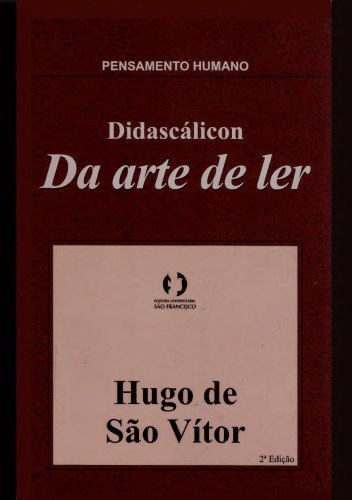 PENSAMENTO HUMANO
Didascálicon
Da arte de ler
EDITORA UNIVERSITÁRIA
SÃO FRANCISCO
Hugo de
São Vítor
2ª Edição